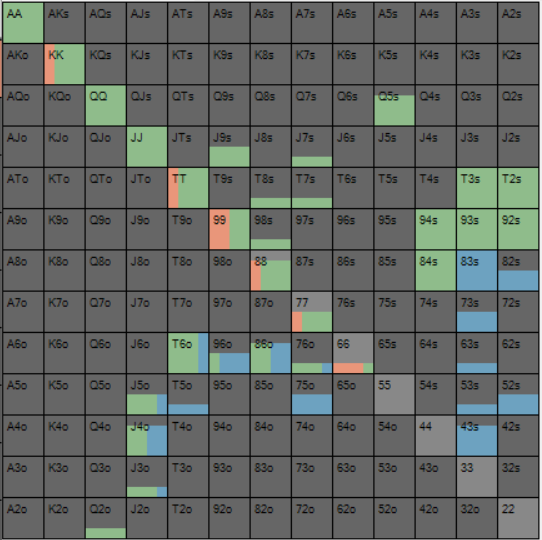 AA AKs AQs AJs ATs A9s A8s A7s A6s A5s A4s A3s A2s
AKo KK KQs KJs KTs K9s K8s K7s K6s K5s K4s K3s K2s
AQo KQo QQ QJs QTs Q9s Q8s Q7s Q6s Q5s Q4s Q3s Q2s
AJo KJo QJo JJ JTs J9s J8s J7s J6s J5s J4s J3s J2s
ATo KTo QTo JTo TT T9s T8s T7s T6s T5s T4s T3s T2s
A9o K9o Q9o J9o T9o 99 98s 97s 96s 95s 94s 93s 92s
A8o K8o Q8o J8o T8o 98o 88 87s 86s 85s 84s 83s 82s
A7o K7o Q7o J7o T7o 97o 87o 77 76s 75s 74s 73s 72s
A6o K6o Q6o J6o T6o 96o 86o 76o 66 65s 64s 63s 62s
A5o K5o Q5o J5o T5o 95o 85o 75o 65o 55 54s 53s 52s
A4o K4o Q4o J4o T4o 94o 84o 74o 64o 54o 44 43s 42s
A3o K3o Q3o J3o T3o 93o 83o 73o 63o 53o 43o 33 32s
A2o K2o Q2o J2o T2o 92o 82o 72o 62o 52o 42o 32o 22